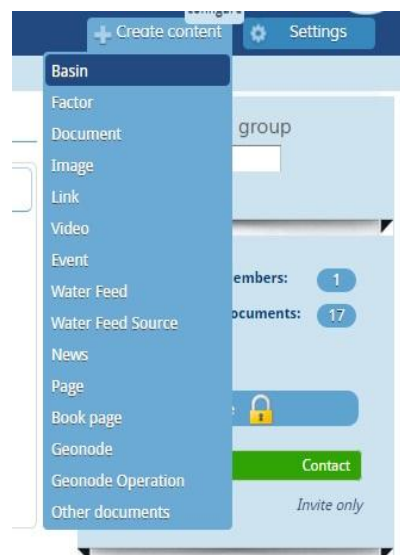 Create content
Settings
Basin
Factor
Document
group
Image
Link
Video
Event
embers: 1
Water Feed
ocuments: 17
Water Feed Source
News
Page
Book page
Geonode
Contact
Geonode Operation
Invite only
Other documents